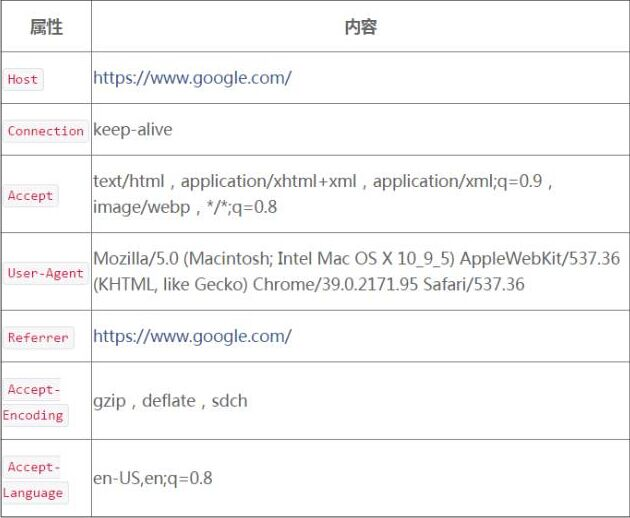 属性 内容
Host https://www.google.com/
Connection keep-alive
Accept text/html , application/xhtml+xml , application/xml;q=0.9 ,
image/webp , */*;q=0.8
User-Agent Mozilla/5.0 (Macintosh; Intel Mac OS X 10_9_5) AppleWebKit/537.36
(KHTML, like Gecko) Chrome/39.0.2171.95 Safari/537.36
Referrer https://www.google.com/
Accept-
Encoding
gzip , deflate , sdch
Accept-
Language
en-US,en;q=0.8